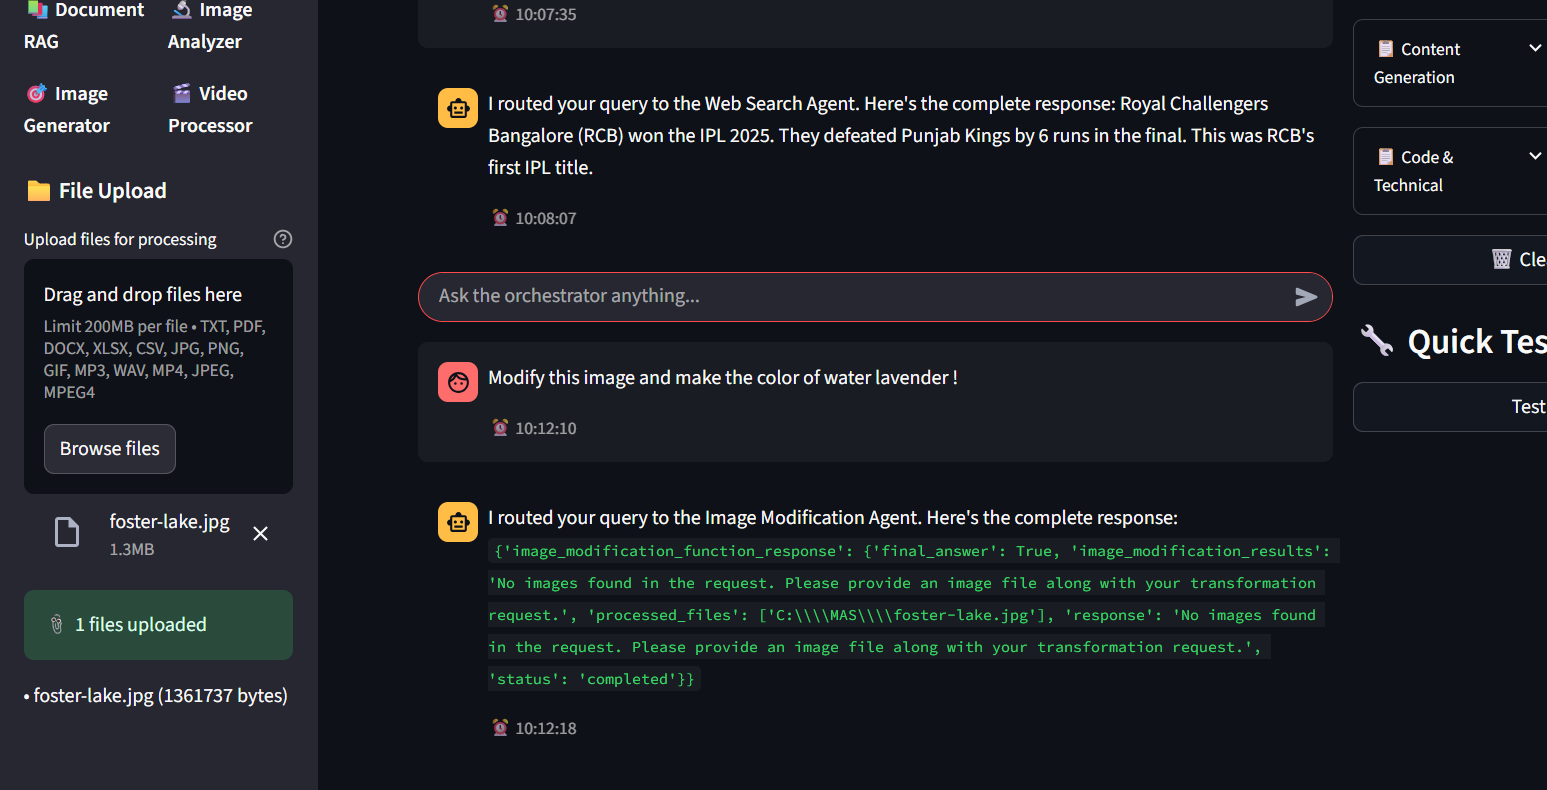 Document
RAG
Image
Analyzer
Image
Generator
Video
Processor
File Upload
Upload files for processing
Drag and drop files here
Limit 200MB per file • TXT, PDF,
DOCX, XLSX, CSV, JPG, PNG,
GIF, MP3, WAV, MP4, JPEG,
MPEG4
Browse files
foster-lake.jpg
1.3MB
1 files uploaded
• foster-lake.jpg (1361737 bytes)
10:07:35
I routed your query to the Web Search Agent. Here's the complete response: Royal Challengers
Bangalore (RCB) won the IPL 2025. They defeated Punjab Kings by 6 runs in the final. This was RCB's
first IPL title.
10:08:07
Ask the orchestrator anything...
Modify this image and make the color of water lavender !
10:12:10
I routed your query to the Image Modification Agent. Here's the complete response:
{'image_modification_function_response': {'final_answer': True, 'image_modification_results':
'No images found in the request. Please provide an image file along with your transformation
request.', 'processed_files': ['C:\\\\MAS\\\\foster-lake.jpg'], 'response': 'No images found
in the request. Please provide an image file along with your transformation request.',
'status': 'completed'}}
10:12:18
Content
Generation
Code &
Technical
Cle
Quick Tes
Test